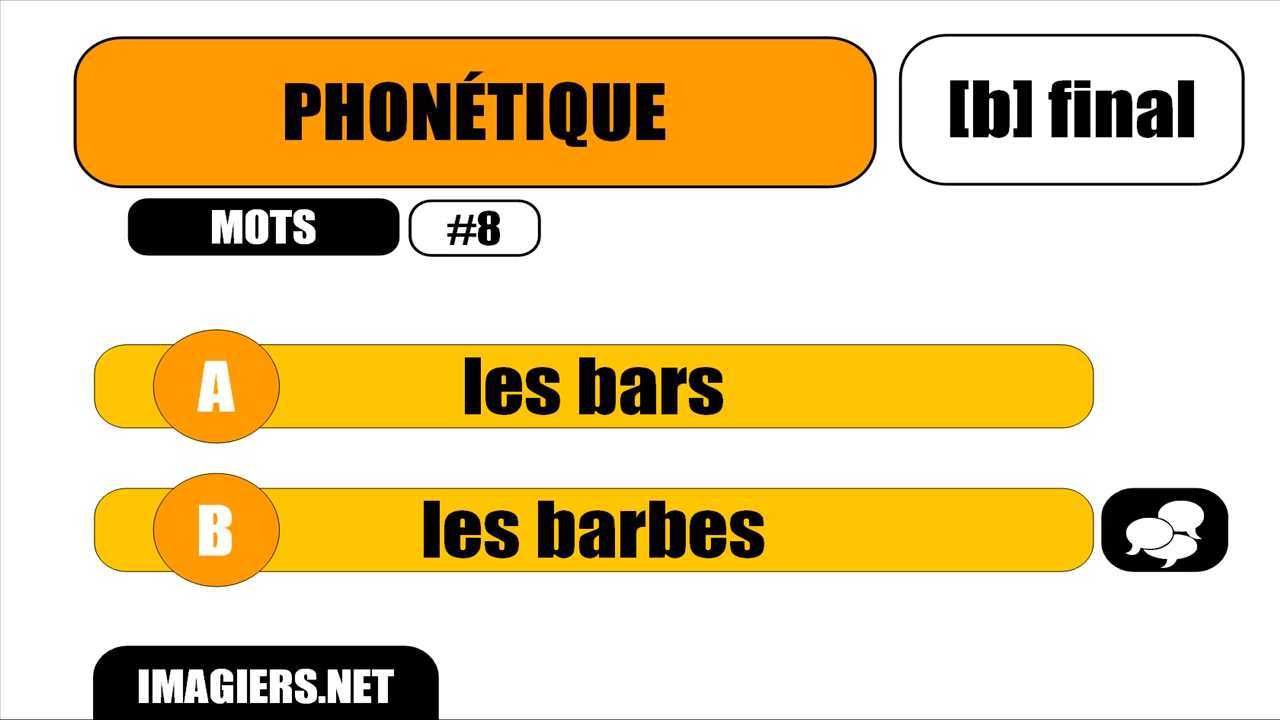 PHONÉTIQUE
[b] final
MOTS
#8
A
les bars
B
les barbes
IMAGIERS.NET